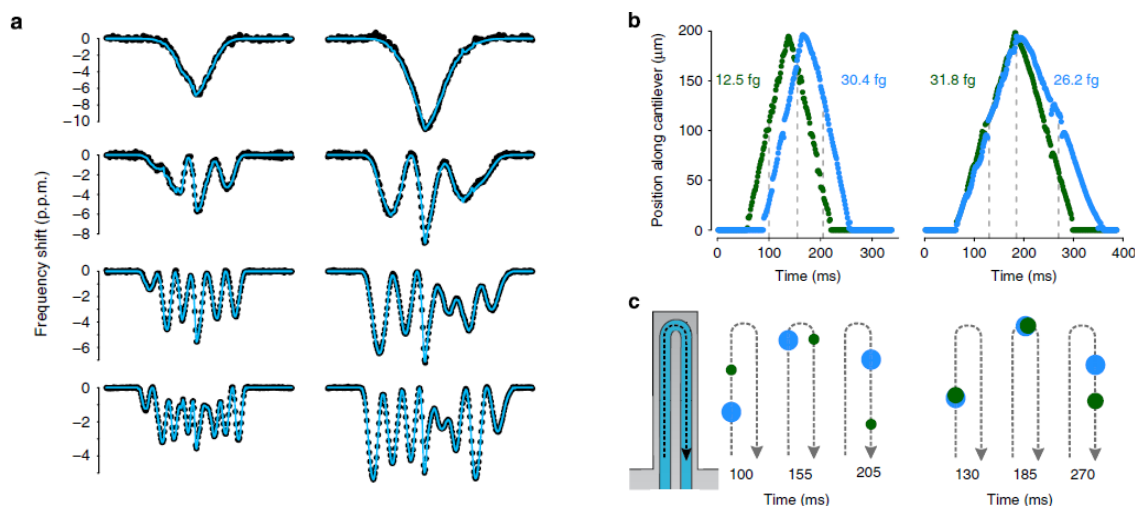 a
Frequency shift (p.p.m.)
0
−2
−4
−6
−8
−10
0
−2
−4
−6
−8
0
−2
−4
−6
0
−2
−4
b
Position along cantilever (µm)
200
150
100
50
0
12.5 fg
30.4 fg
31.8 fg
26.2 fg
0 100 200 300
0 100 200 300 400
Time (ms)
Time (ms)
c
100 155 205
130 185 270
Time (ms)
Time (ms)